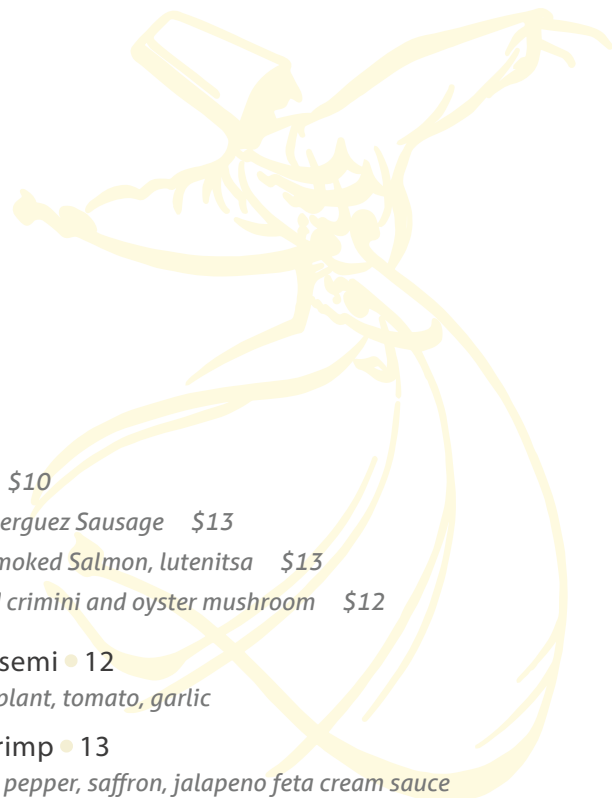 $10
erguez Sausage $13
moked Salmon, lutenitsa $13
crimini and oyster mushroom $12
semi • 12
plant, tomato, garlic
rimp • 13
pepper, saffron, jalapeno feta cream sauce